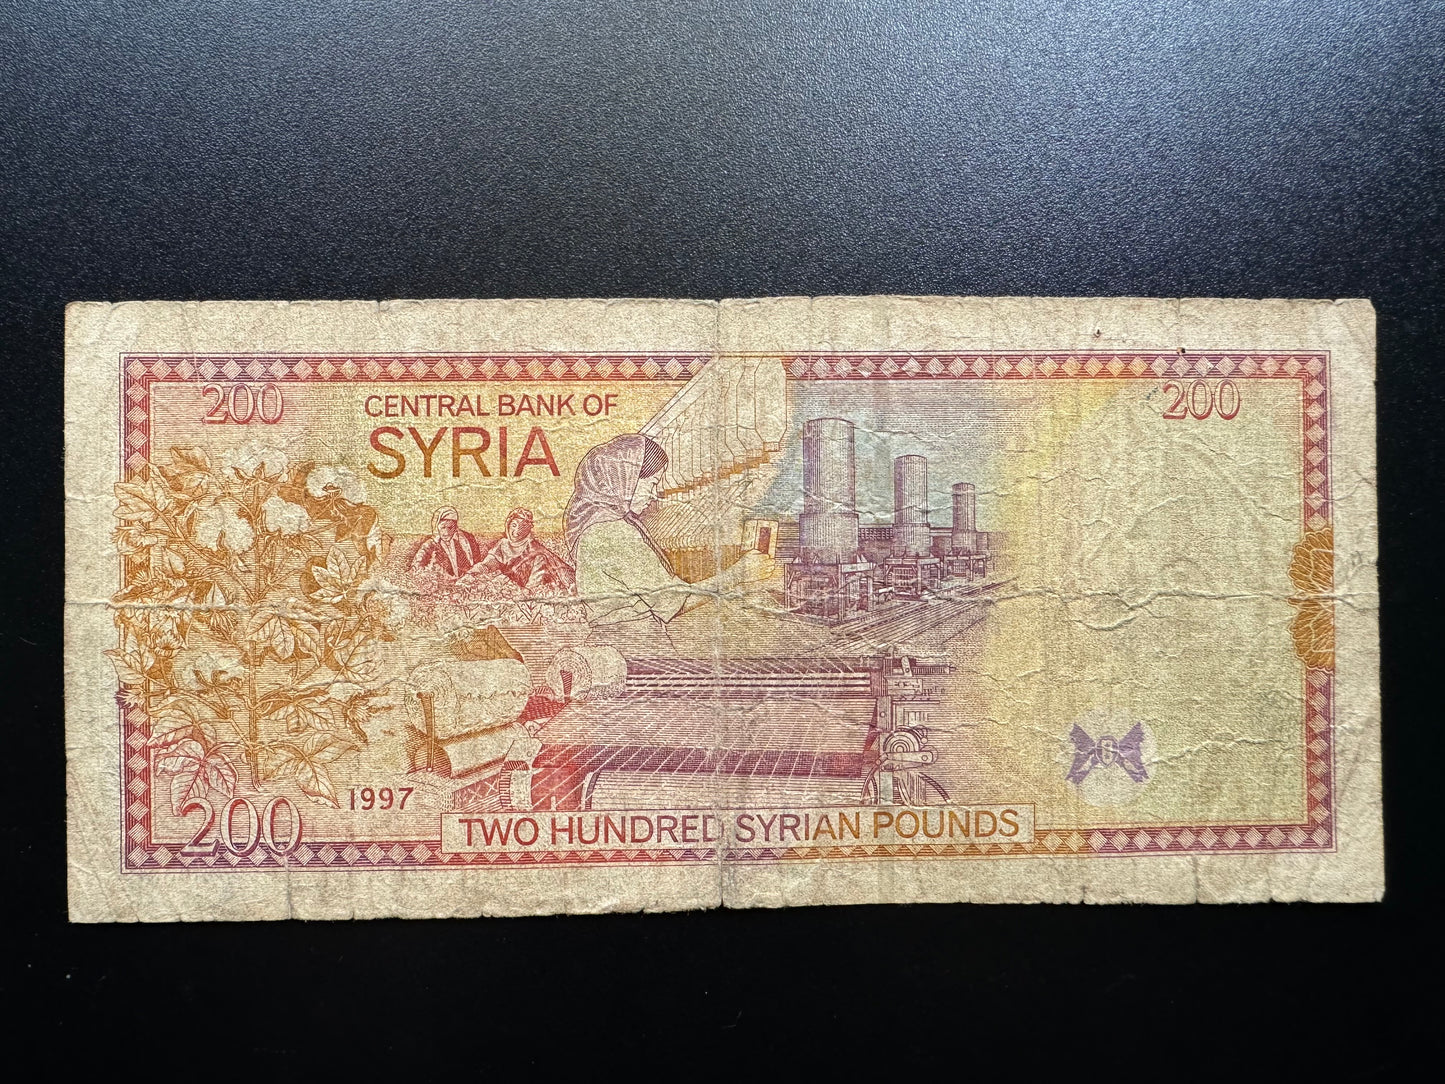 200
CENTRAL BANK OF
SYRIA
200
200
1997
TWO HUNDRED SYRIAN POUNDS